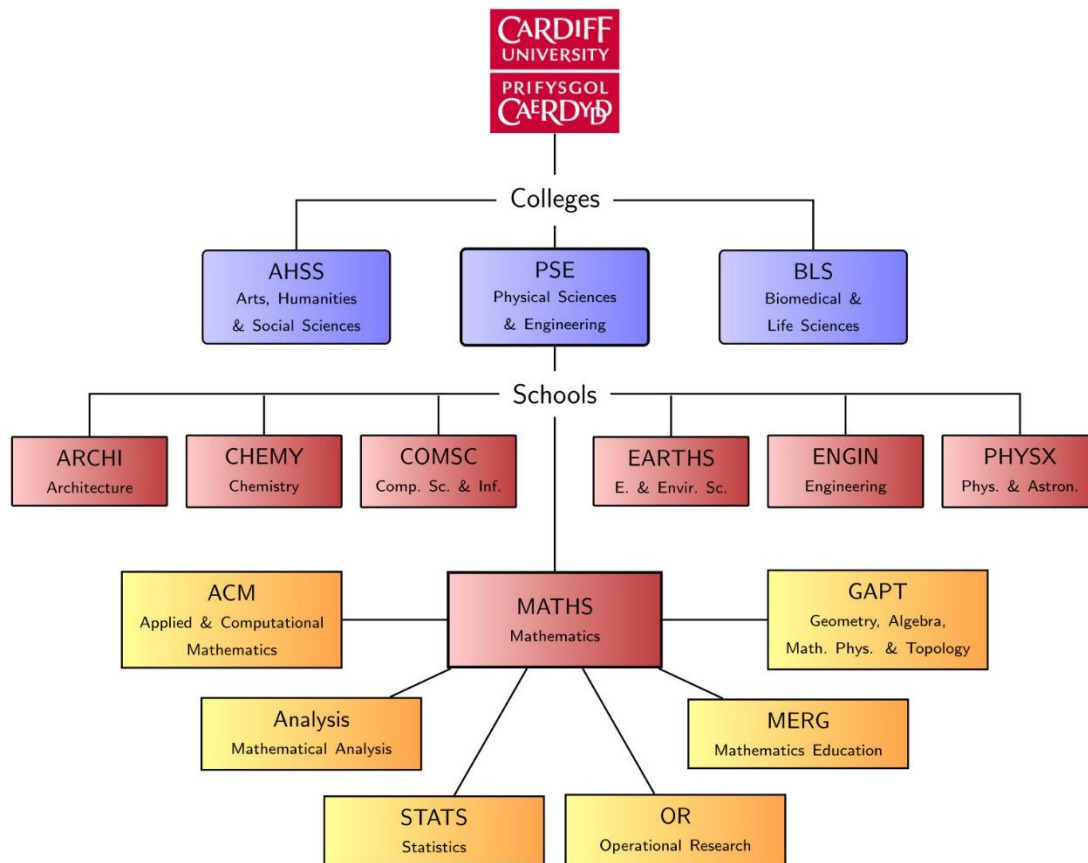 CARDIFF
UNIVERSITY
PRIFYSGOL
CAERDYDD
Colleges
AHSS
Arts, Humanities
& Social Sciences
PSE
Physical Sciences
& Engineering
BLS
Biomedical &
Life Sciences
Schools
ARCHI
Architecture
CHEMY
Chemistry
COMSC
Comp. Sc. & Inf.
EARTHS
E. & Envir. Sc.
ENGIN
Engineering
PHYSX
Phys. & Astron.
ACM
Applied & Computational
Mathematics
MATHS
Mathematics
GAPT
Geometry, Algebra,
Math. Phys. & Topology
Analysis
Mathematical Analysis
MERG
Mathematics Education
STATS
Statistics
OR
Operational Research